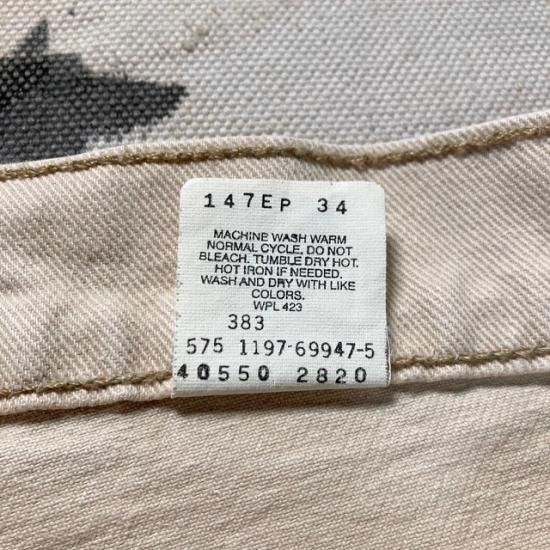 147EP 34
MACHINE WASH WARM
NORMAL CYCLE. DO NOT
BLEACH. TUMBLE DRY HOT.
HOT IRON IF NEEDED.
WASH AND DRY WITH LIKE
COLORS.
WPL 423
383
575 1197-69947-5
40550 2820